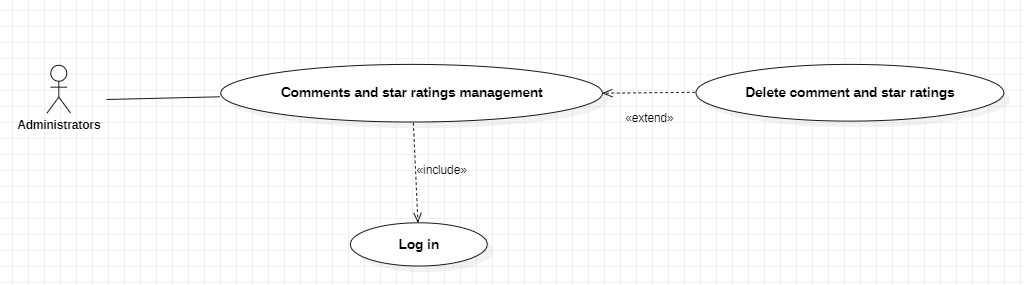 Comments and star ratings management
Delete comment and star ratings
«extend»
Administrators
«include»
Log in